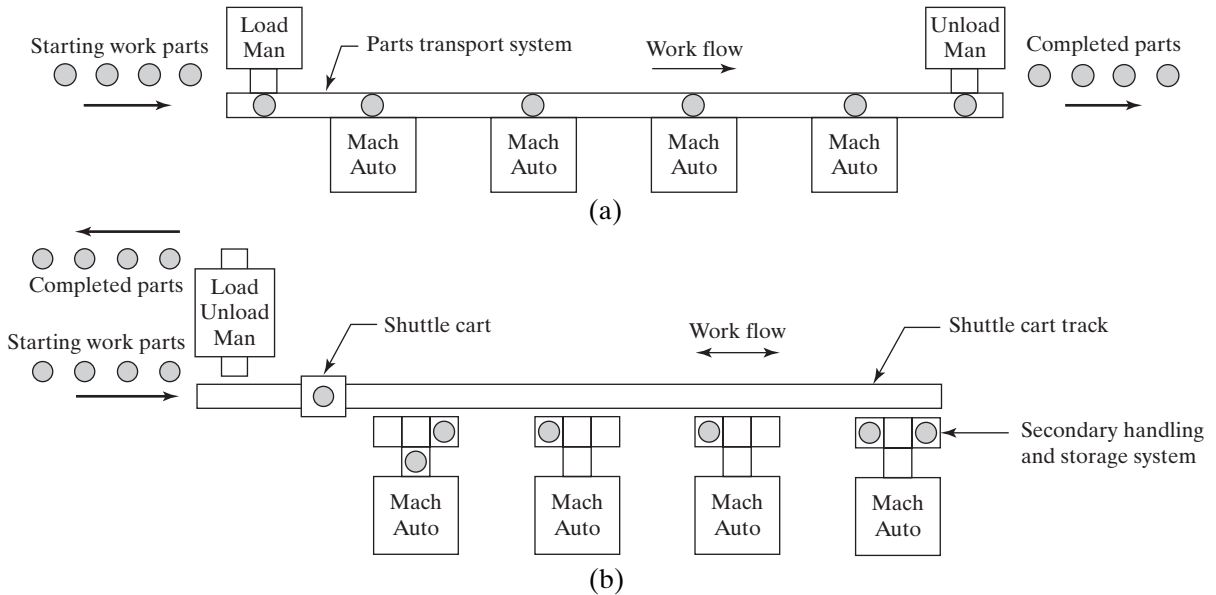 Load
Man
Unload
Man
Starting work parts
Parts transport system
Work flow
Completed parts
Mach
Auto
Mach
Auto
Mach
Auto
Mach
Auto
(a)
Completed parts
Load
Unload
Man
Starting work parts
Shuttle cart
Work flow
Shuttle cart track
Secondary handling
and storage system
Mach
Auto
Mach
Auto
Mach
Auto
Mach
Auto
(b)